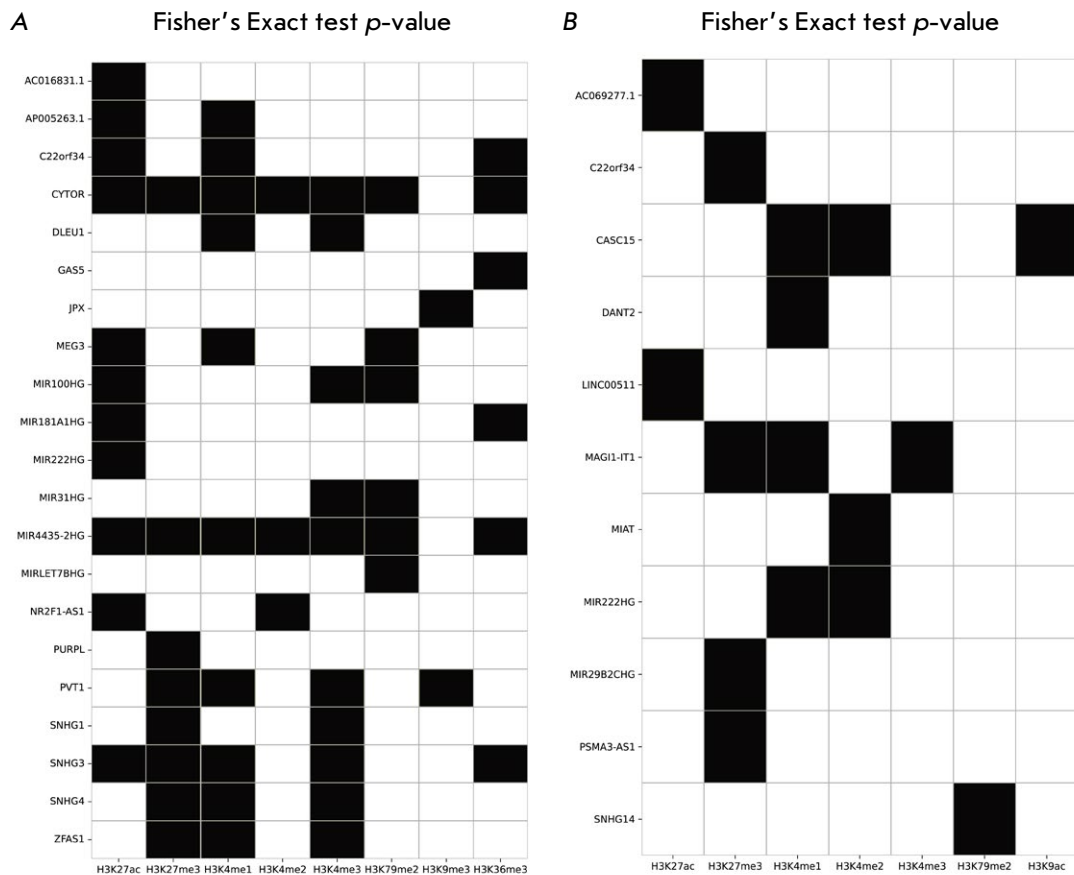 A Fisher's Exact test p-value
AC016831.1
AP005263.1
C22orf34
CYTOR
DLEU1
GAS5
JPX
MEG3
MIR100HG
MIR181A1HG
MIR222HG
MIR31HG
MIR4435-2HG
MIRLET7BHG
NR2F1-AS1
PURPL
PVT1
SNHG1
SNHG3
SNHG4
ZFAS1
H3K27ac H3K27me3 H3K4me1 H3K4me2 H3K4me3 H3K79me2 H3K9me3 H3K36me3
B Fisher's Exact test p-value
AC069277.1
C22orf34
CASC15
DANT2
LINC00511
MAGI1-IT1
MIAT
MIR222HG
MIR29B2CHG
PSMA3-AS1
SNHG14
H3K27ac H3K27me3 H3K4me1 H3K4me2 H3K4me3 H3K79me2 H3K9ac